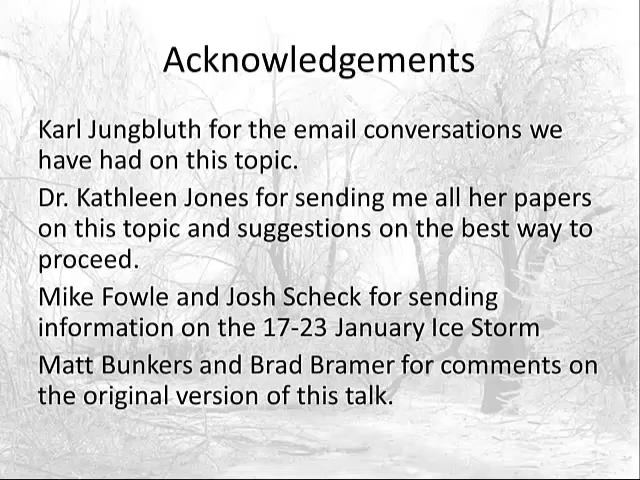 Acknowledgements
Karl Jungbluth for the email conversations we
have had on this topic.
Dr. Kathleen Jones for sending me all her papers
on this topic and suggestions on the best way to
proceed.
Mike Fowle and Josh Scheck for sending
information on the 17-23 January Ice Storm
Matt Bunkers and Brad Bramer for comments on
the original version of this talk.